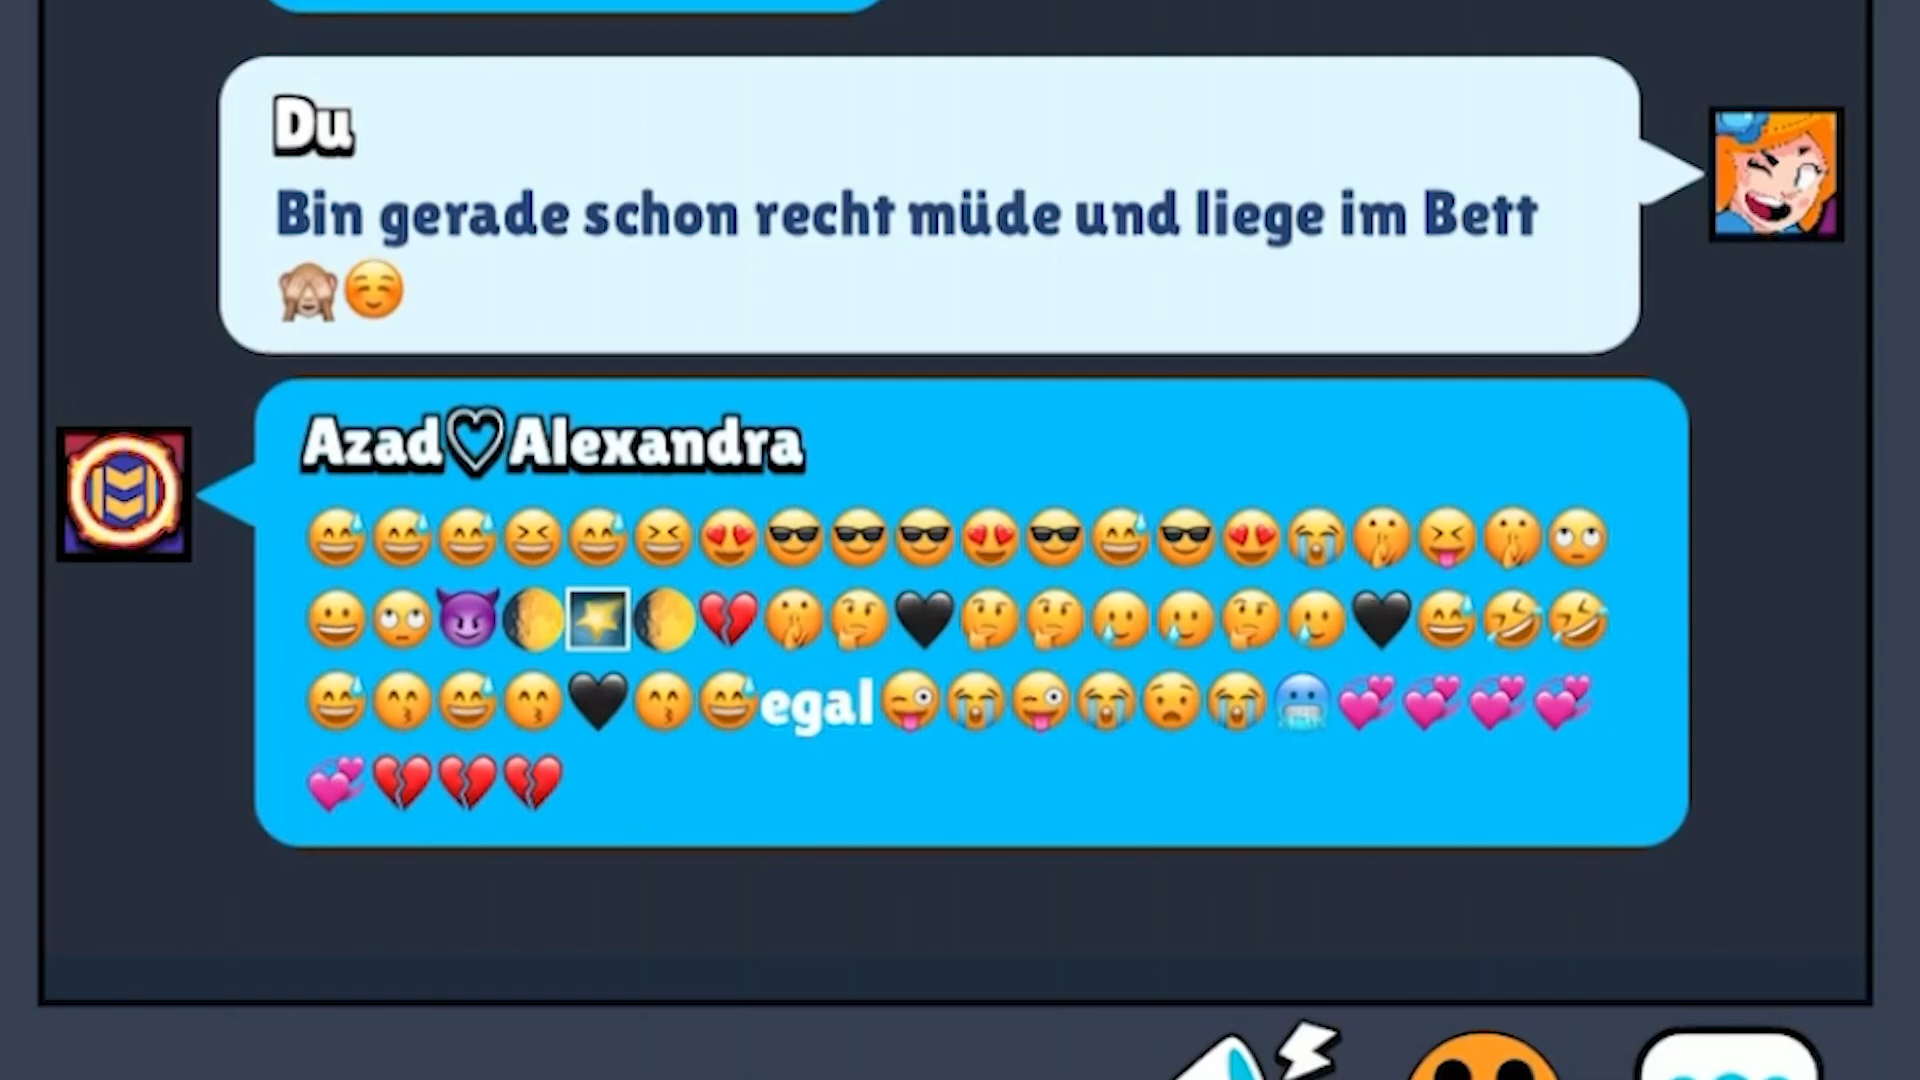 Du
Bin gerade schon recht müde und liege im Bett
🙈☺️
Azad♡Alexandra
😅😅😅😆😅😆😍😎😎😎😍😎😅😎😍😭🤫😝🤫🙄
😀🙄😈🌔🌠🌔💔🤫🤔🖤🤔🤔🥲🥲🤔🥲🖤😅🤣🤣
😅😙😅😙🖤😙😅egal😜😭😜😭😧😭🥶💞💞💞💞
💞💔💔💔